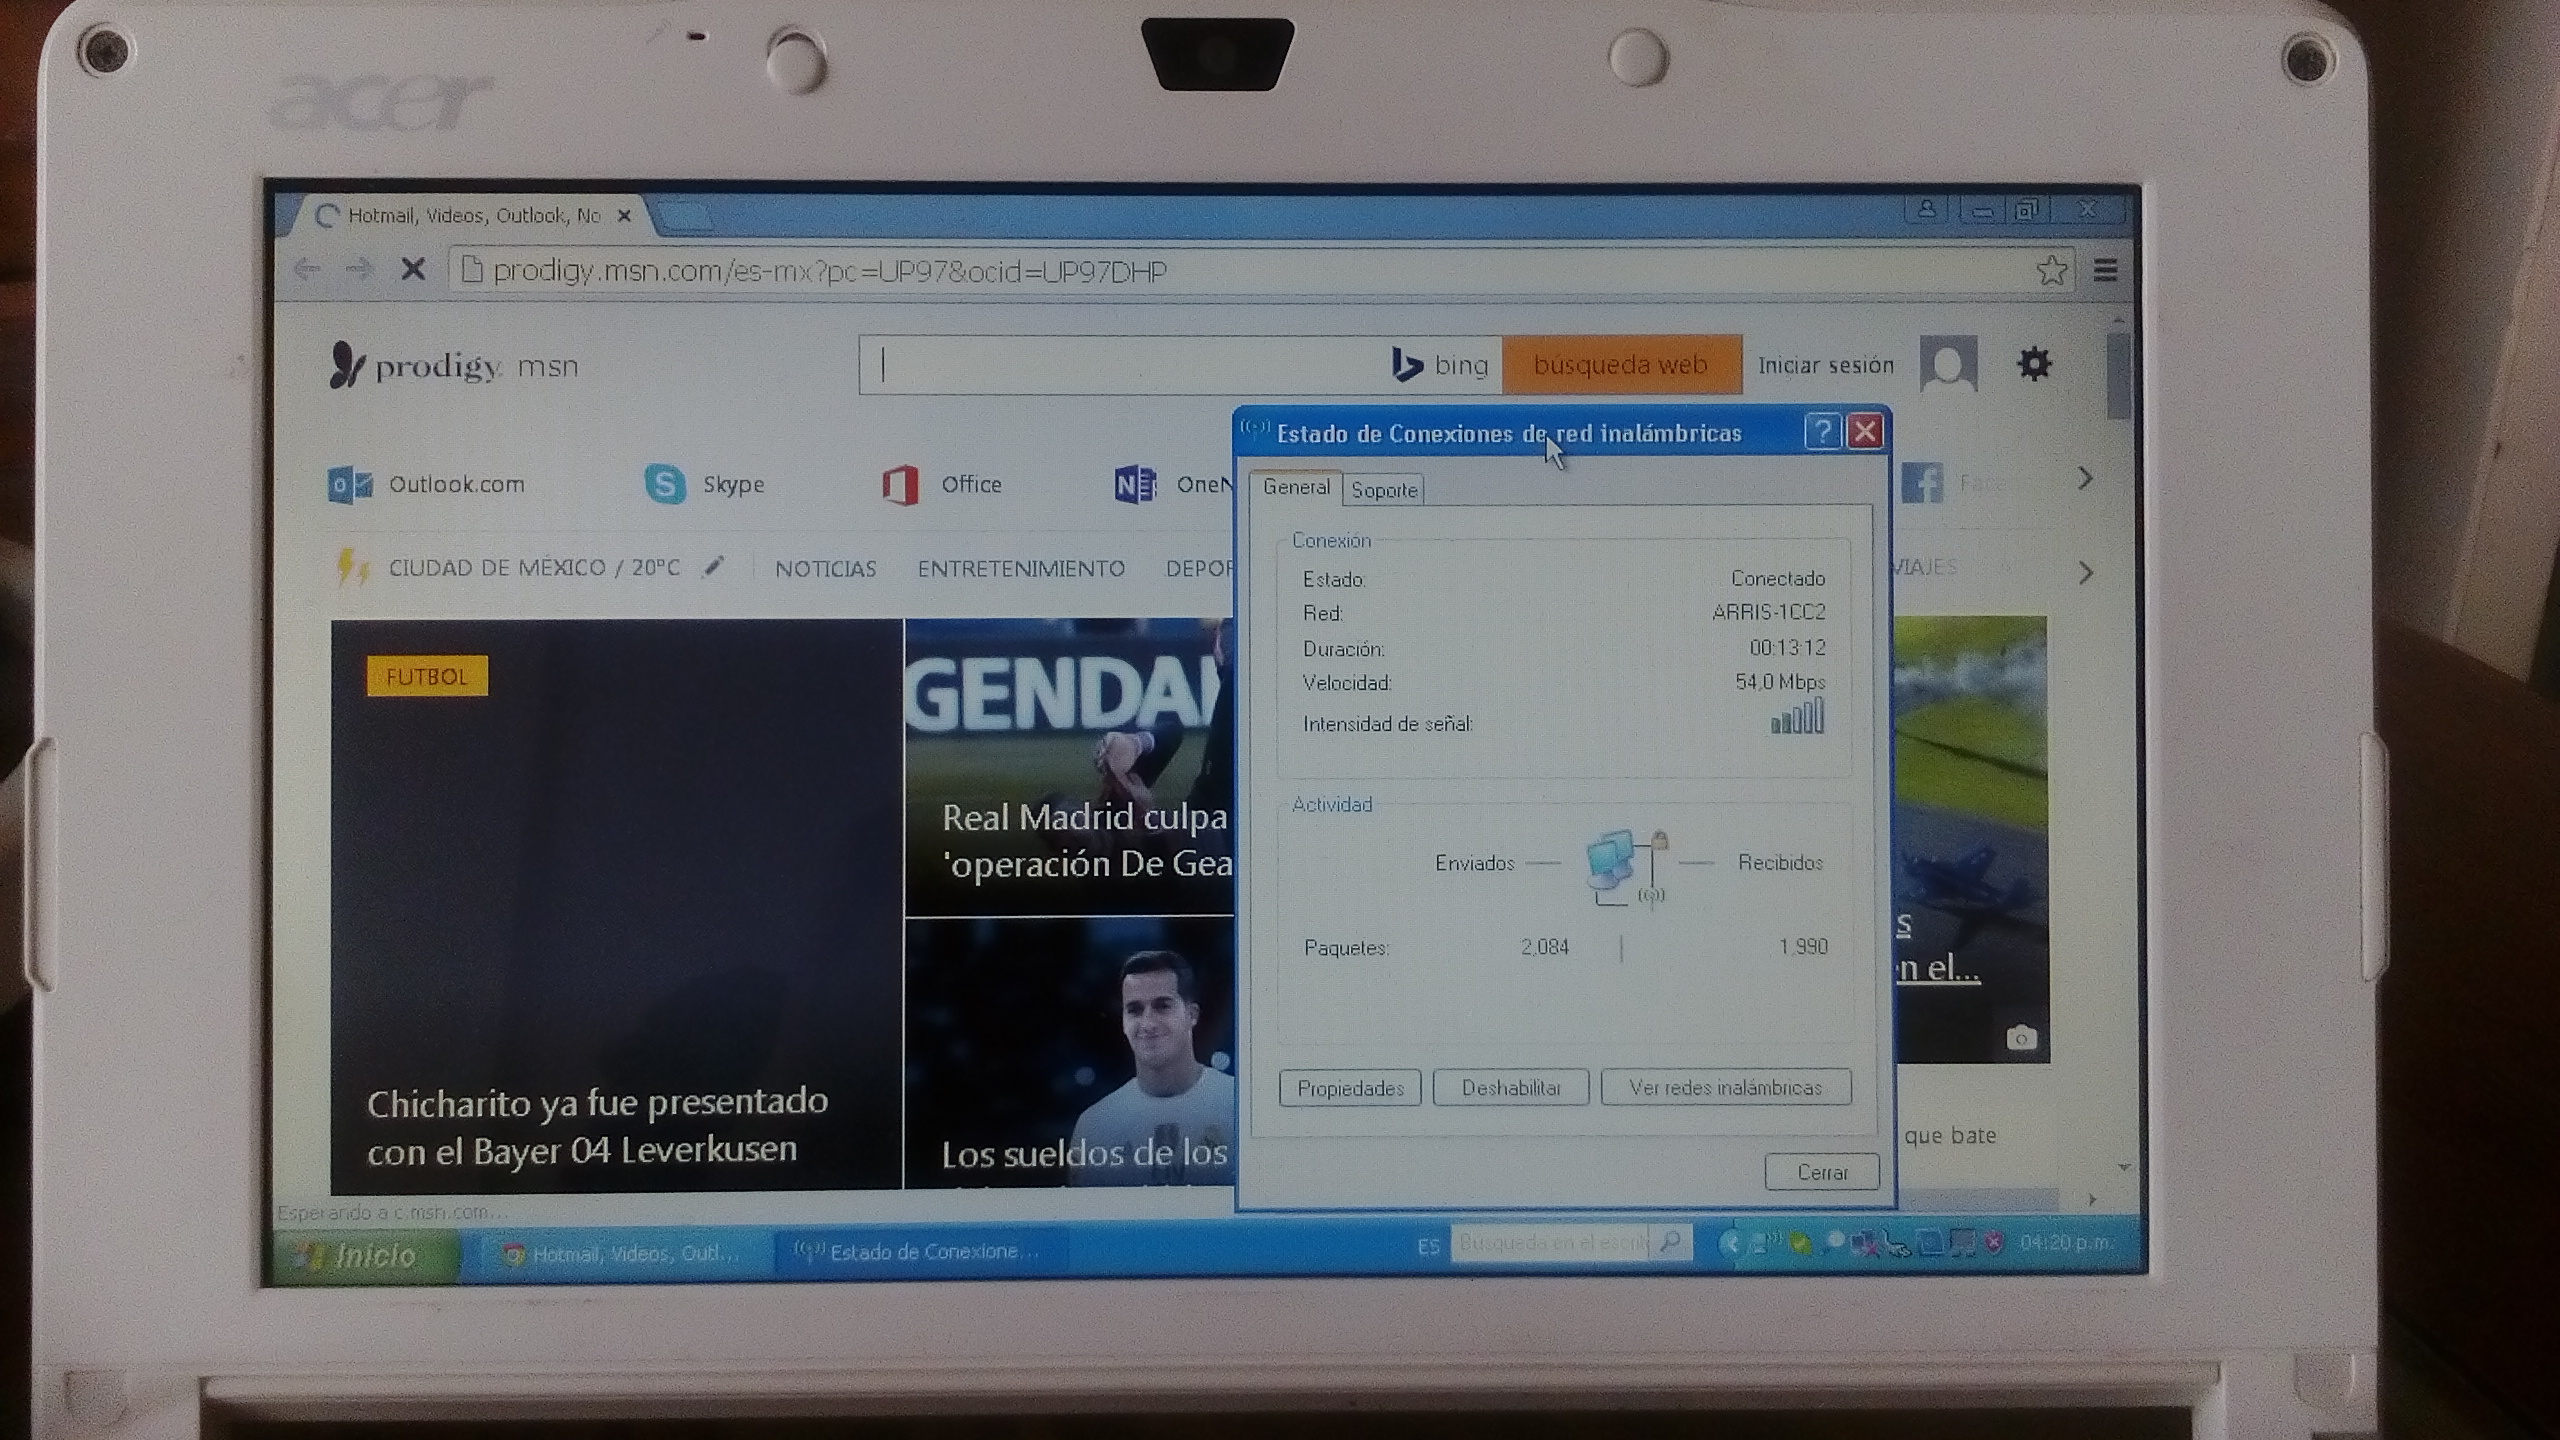 acer
Hotmail, Videos, Outlook, No
prodigy.msn.com/es-mx?pc=UP97&ocid=UP97DHP
prodigy msn
bing
búsqueda web
Iniciar sesión
Outlook.com
Skype
Office
OneN
CIUDAD DE MÉXICO / 20°C
NOTICIAS
ENTRETENIMIENTO
DEPOR
VIAJES
FUTBOL
Chicharito ya fue presentado
con el Bayer 04 Leverkusen
GENDA
Real Madrid culpa
'operación De Gea
Los sueldos de los
s
n el...
que bate
Estado de Conexiones de red inalámbricas
General
Soporte
Conexión
Estado: Conectado
Red: ARRIS-1CC2
Duración: 00:13:12
Velocidad: 54,0 Mbps
Intensidad de señal:
Actividad
Enviados
Recibidos
Paquetes: 2,084 1,990
Propiedades
Deshabilitar
Ver redes inalámbricas
Cerrar
Esperando a c.msn.com...
Inicio
Hotmail, Videos, Outl...
Estado de Conexione...
ES
Búsqueda en el escrit
04:20 p.m.